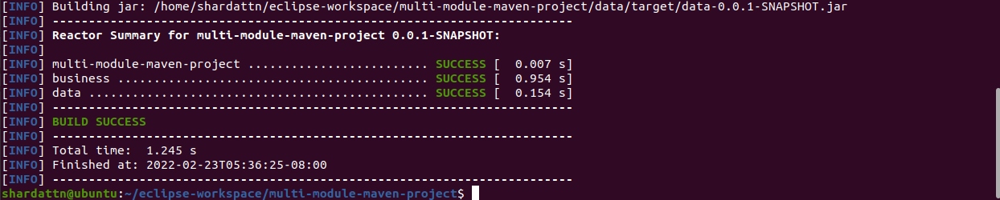 [INFO] Building jar: /home/shardattn/eclipse-workspace/multi-module-maven-project/data/target/data-0.0.1-SNAPSHOT.jar
[INFO] ------------------------------------------------------------------------
[INFO] Reactor Summary for multi-module-maven-project 0.0.1-SNAPSHOT:
[INFO]
[INFO] multi-module-maven-project ......................... SUCCESS [  0.007 s]
[INFO] business ........................................... SUCCESS [  0.954 s]
[INFO] data ............................................... SUCCESS [  0.154 s]
[INFO] ------------------------------------------------------------------------
[INFO] BUILD SUCCESS
[INFO] ------------------------------------------------------------------------
[INFO] Total time:  1.245 s
[INFO] Finished at: 2022-02-23T05:36:25-08:00
[INFO] ------------------------------------------------------------------------
shardattn@ubuntu:~/eclipse-workspace/multi-module-maven-project$